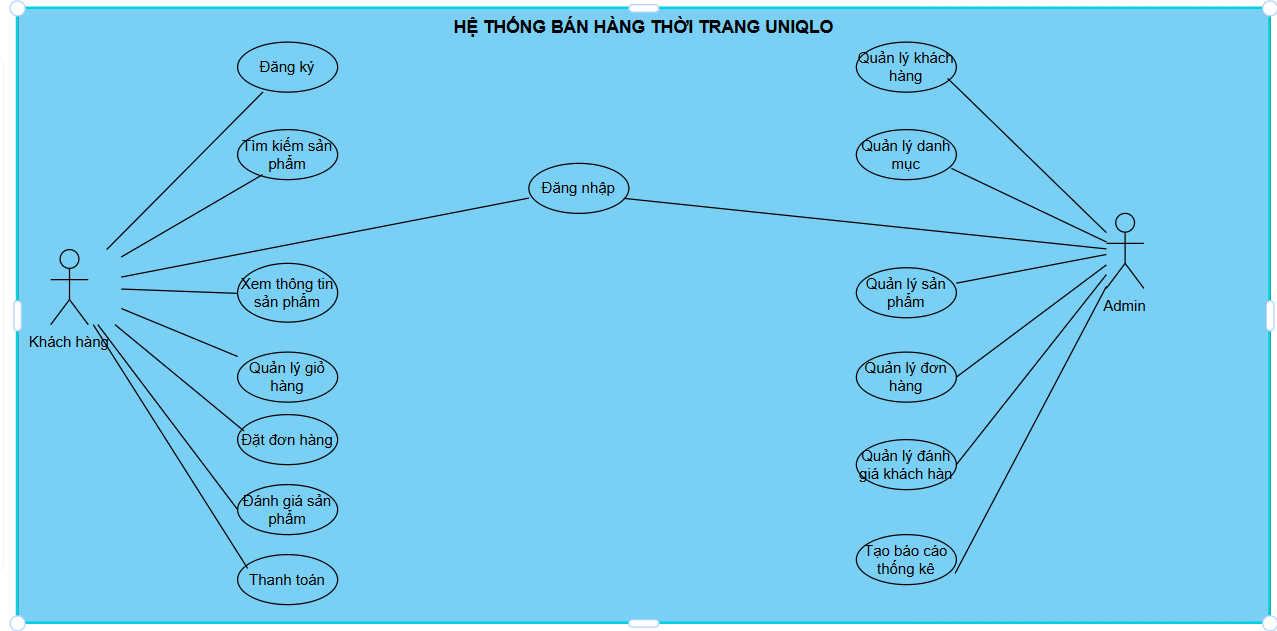 HỆ THỐNG BÁN HÀNG THỜI TRANG UNIQLO
Đăng ký
Tìm kiếm sản
phẩm
Đăng nhập
Xem thông tin
sản phẩm
Khách hàng
Quản lý giỏ
hàng
Đặt đơn hàng
Đánh giá sản
phẩm
Thanh toán
Quản lý khách
hàng
Quản lý danh
mục
Quản lý sản
phẩm
Admin
Quản lý đơn
hàng
Quản lý đánh
giá khách hàn
Tạo báo cáo
thống kê